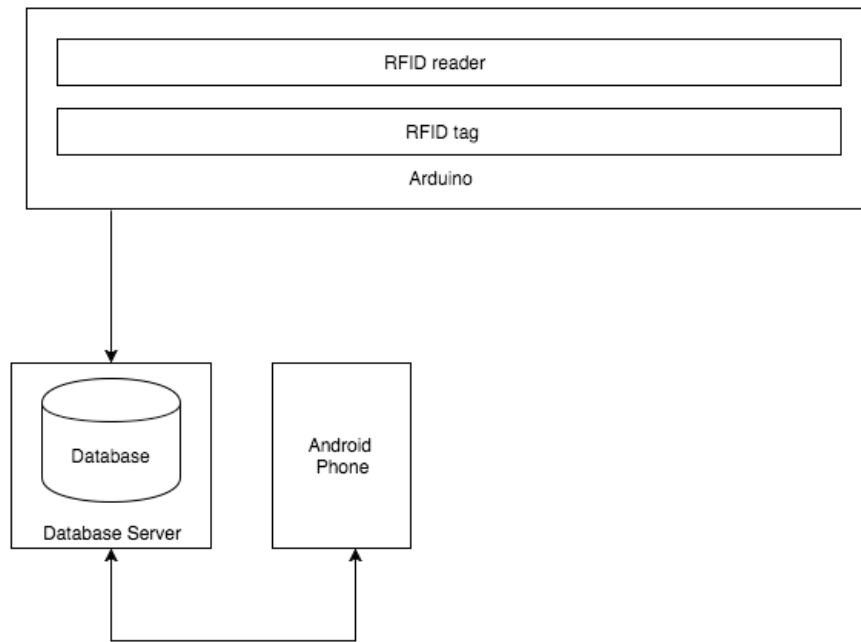 RFID reader
RFID tag
Arduino
Database
Database Server
Android
Phone